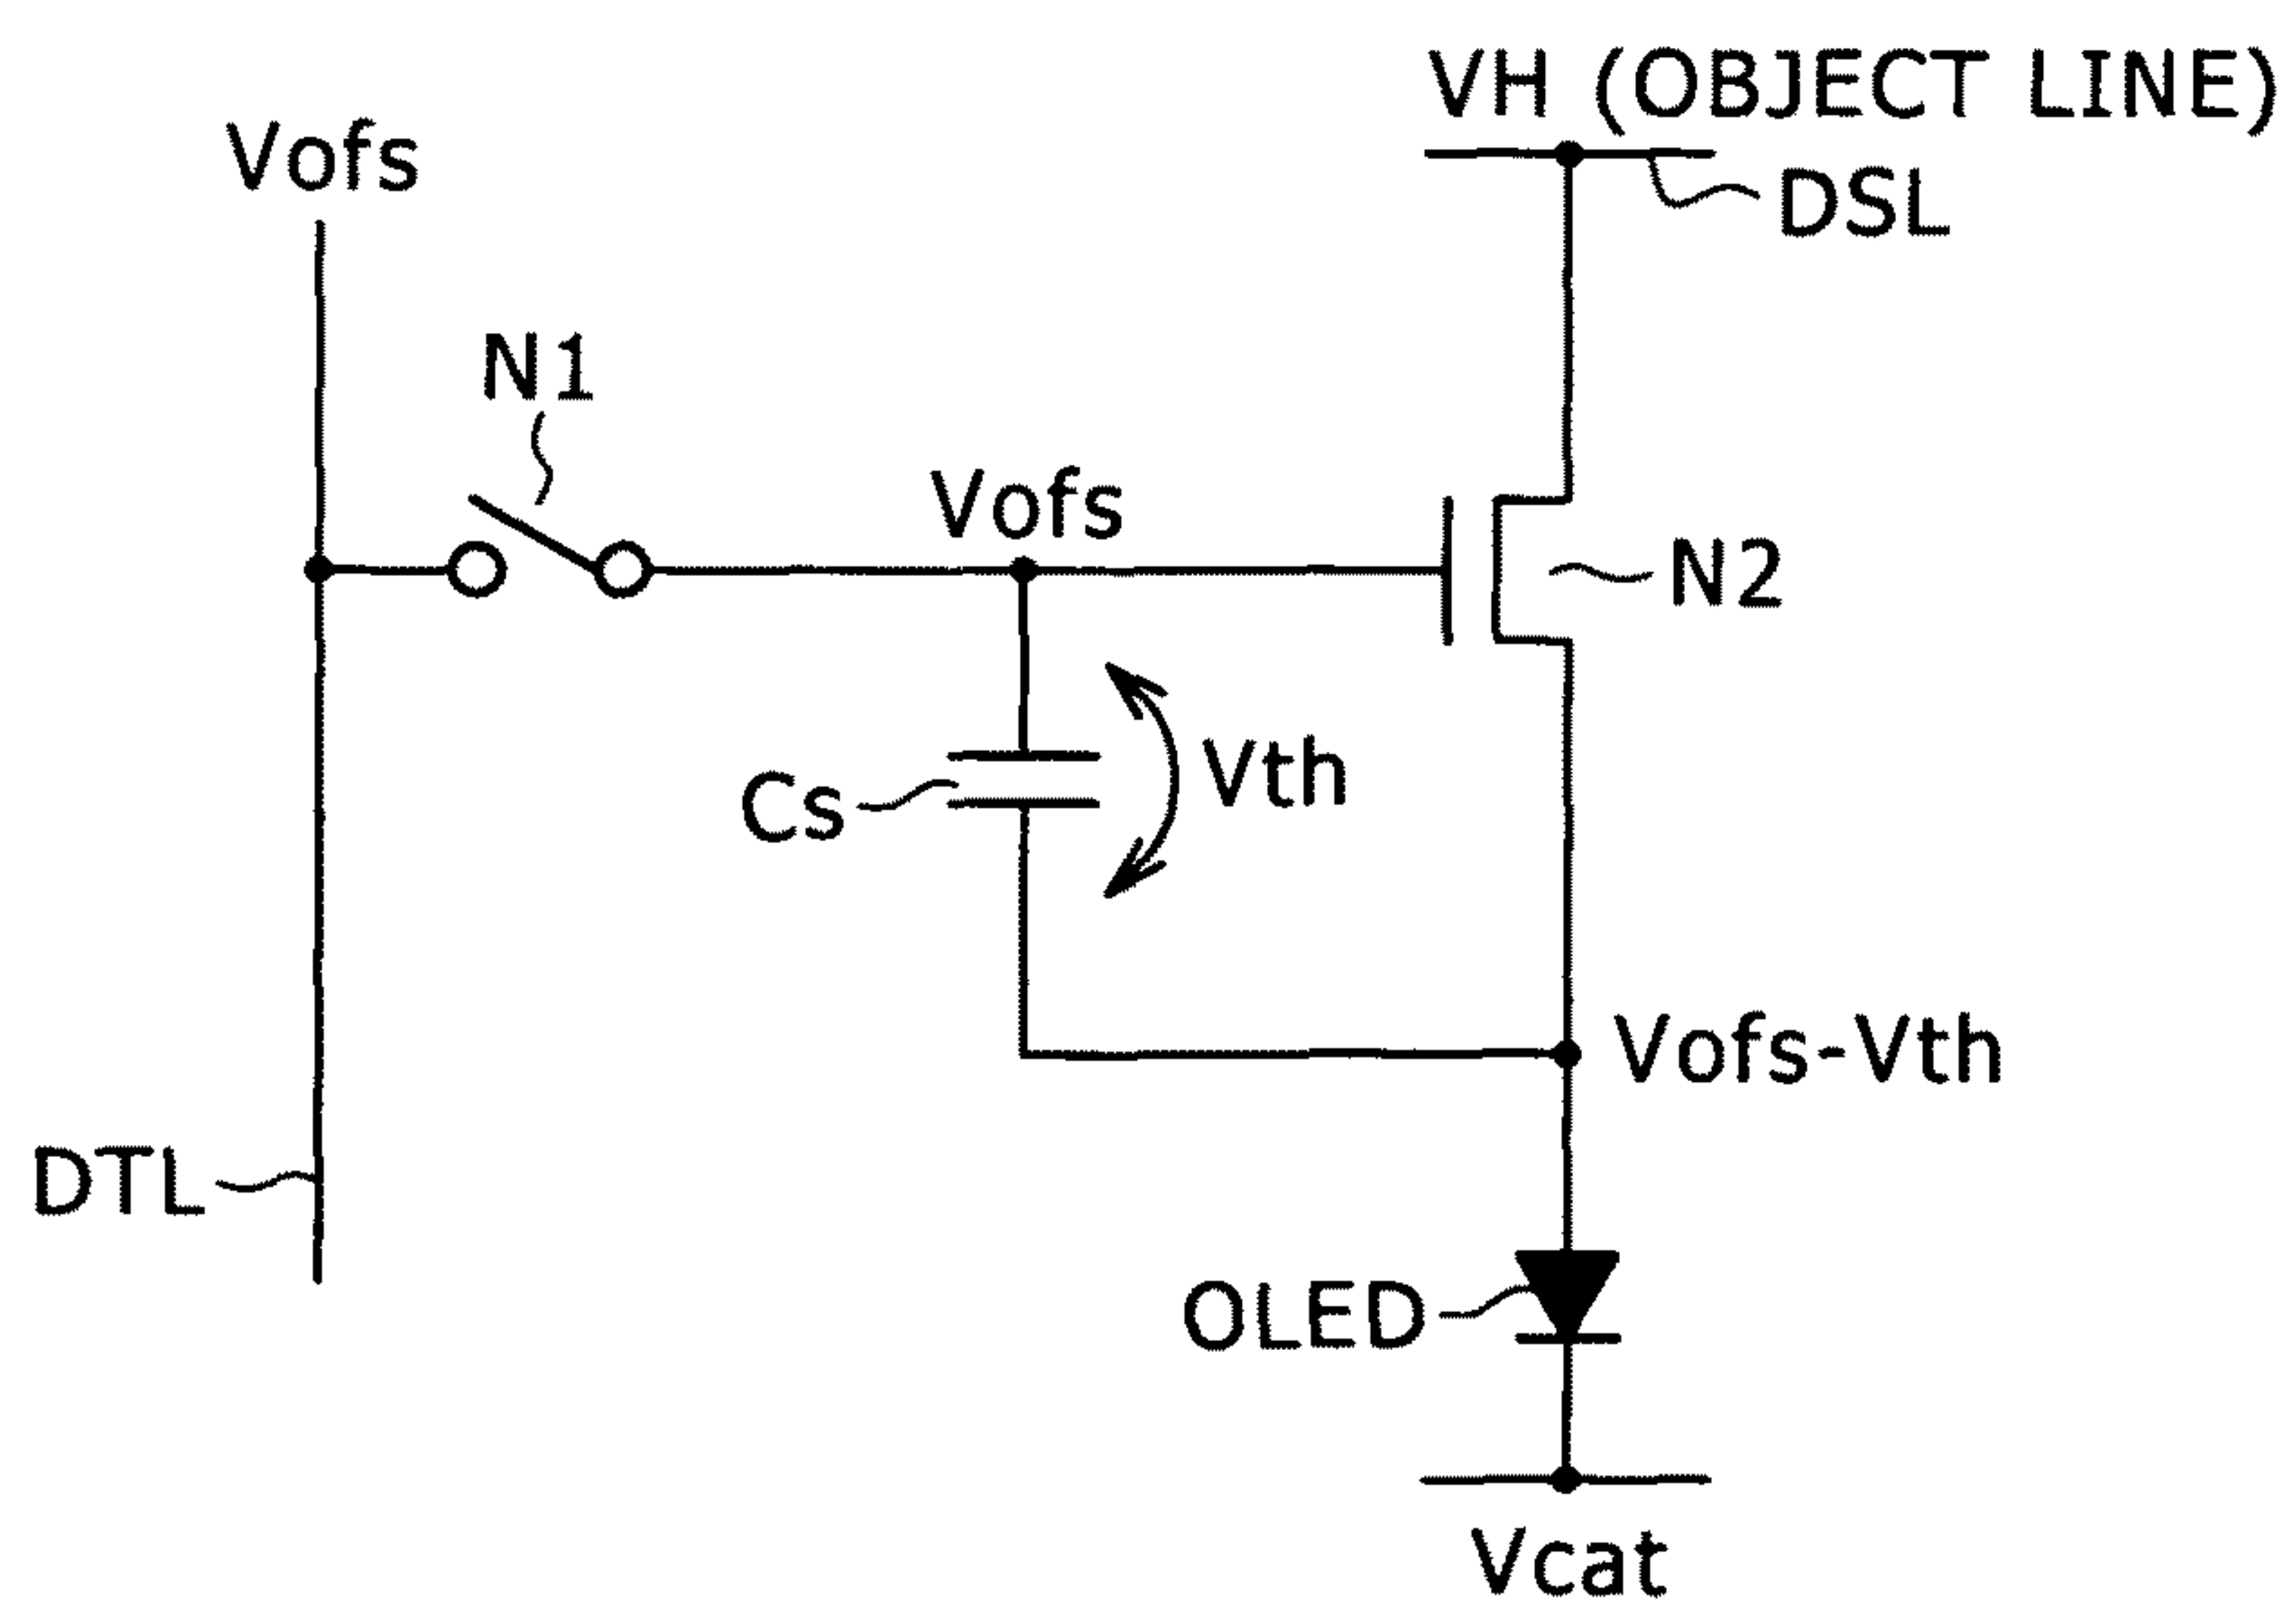 VH (OBJECT LINE)
Vofs
DSL
N1
Vofs
N2
Vth
Cs
Vofs-Vth
DTL
OLED
Vcat